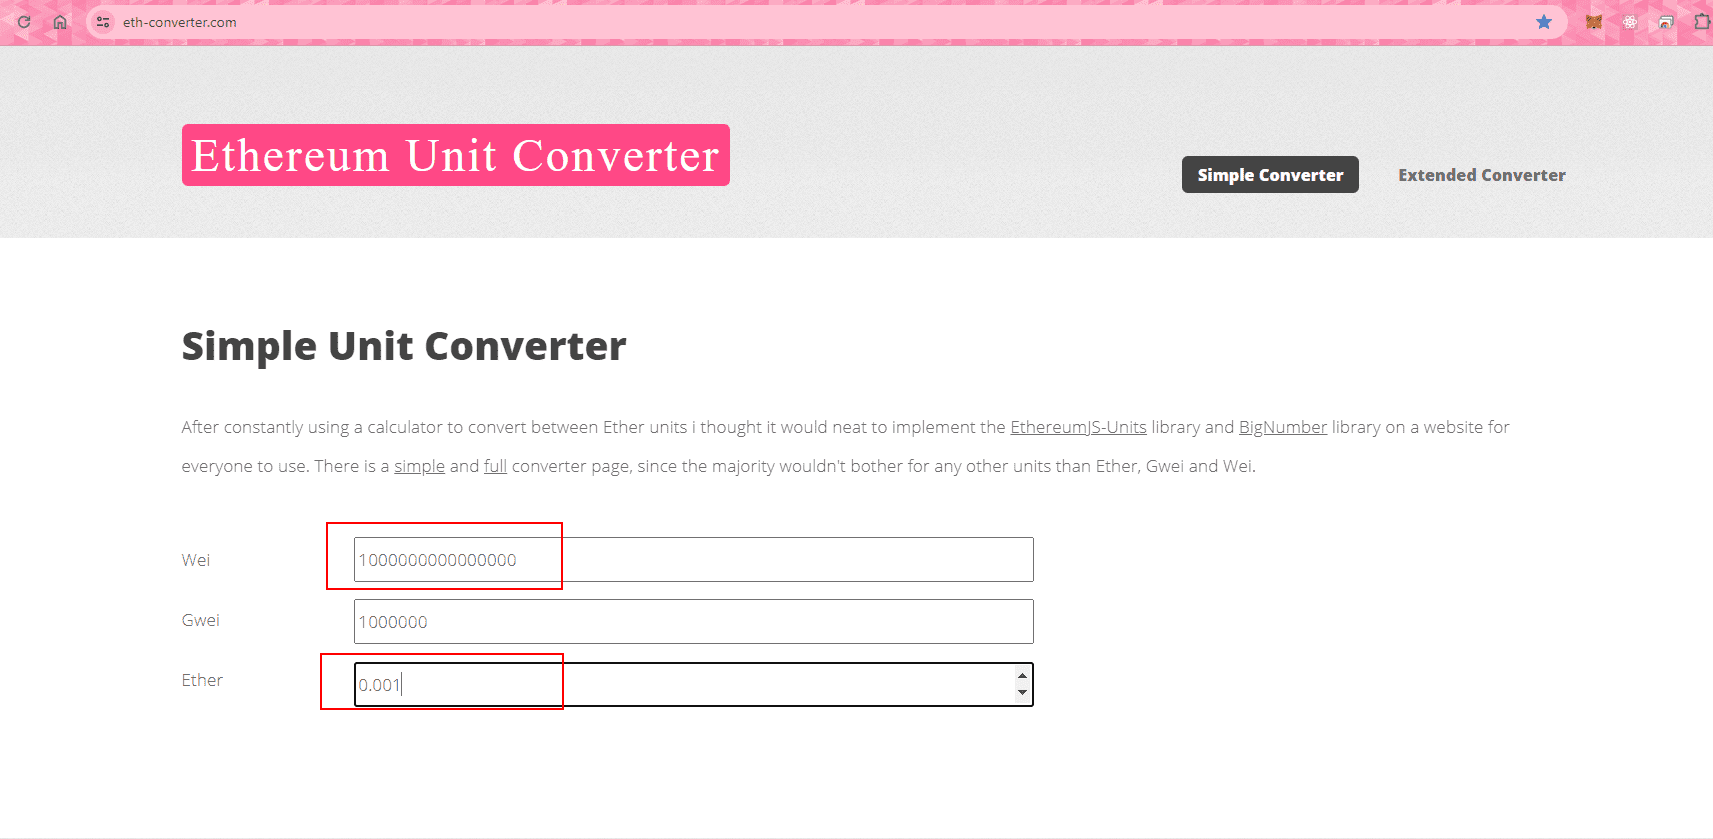 eth-converter.com
Ethereum Unit Converter
Simple Converter
Extended Converter
Simple Unit Converter
After constantly using a calculator to convert between Ether units i thought it would neat to implement the EthereumJS-Units library and BigNumber library on a website for
everyone to use. There is a simple and full converter page, since the majority wouldn't bother for any other units than Ether, Gwei and Wei.
Wei
1000000000000000
Gwei
1000000
Ether
0.001